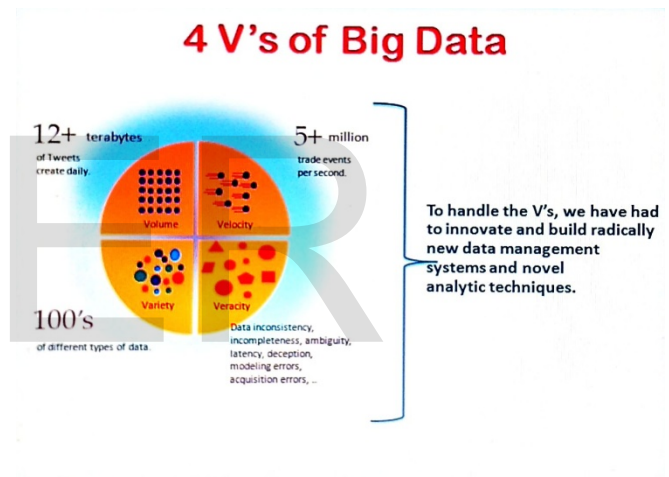 4 V's of Big Data
12+ terabytes
of Tweets
create daily.
5+ million
trade events
per second.
Volume
Velocity
Variety
Veracity
100's
of different types of data.
Data inconsistency,
incompleteness, ambiguity,
latency, deception,
modeling errors,
acquisition errors, ...
To handle the V's, we have had
to innovate and build radically
new data management
systems and novel
analytic techniques.
ER